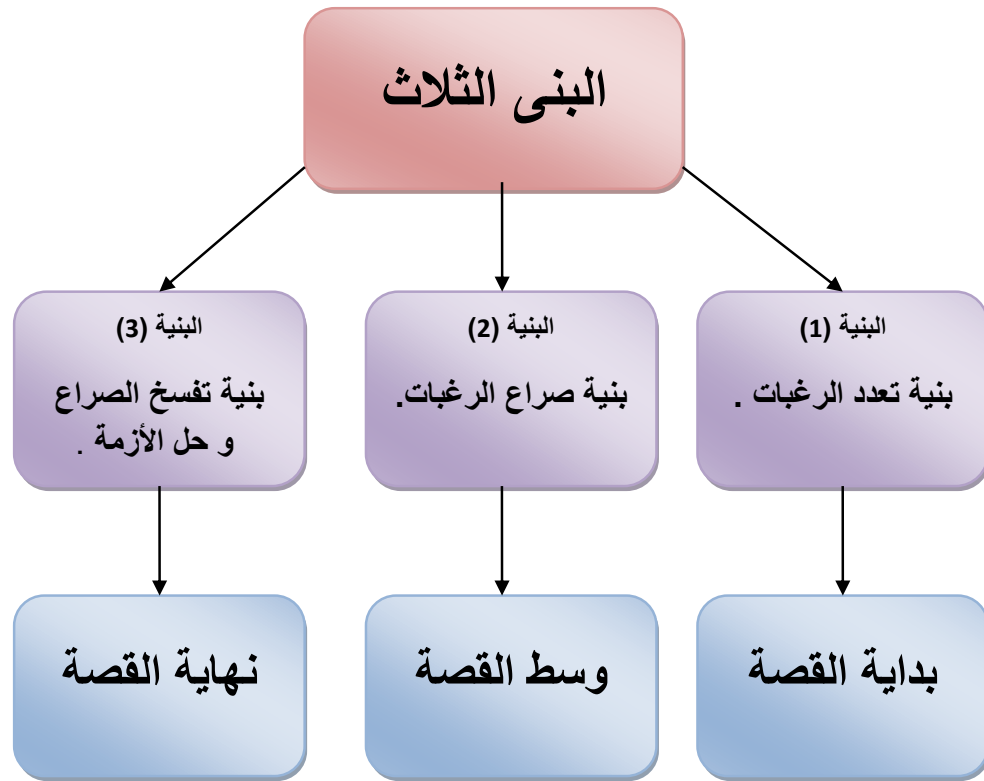 البنى الثلاث
البنية (1)
بنية تعدد الرغبات .
البنية (2)
بنية صراع الرغبات.
البنية (3)
بنية تفسخ الصراع
و حل الأزمة .
بداية القصة
وسط القصة
نهاية القصة